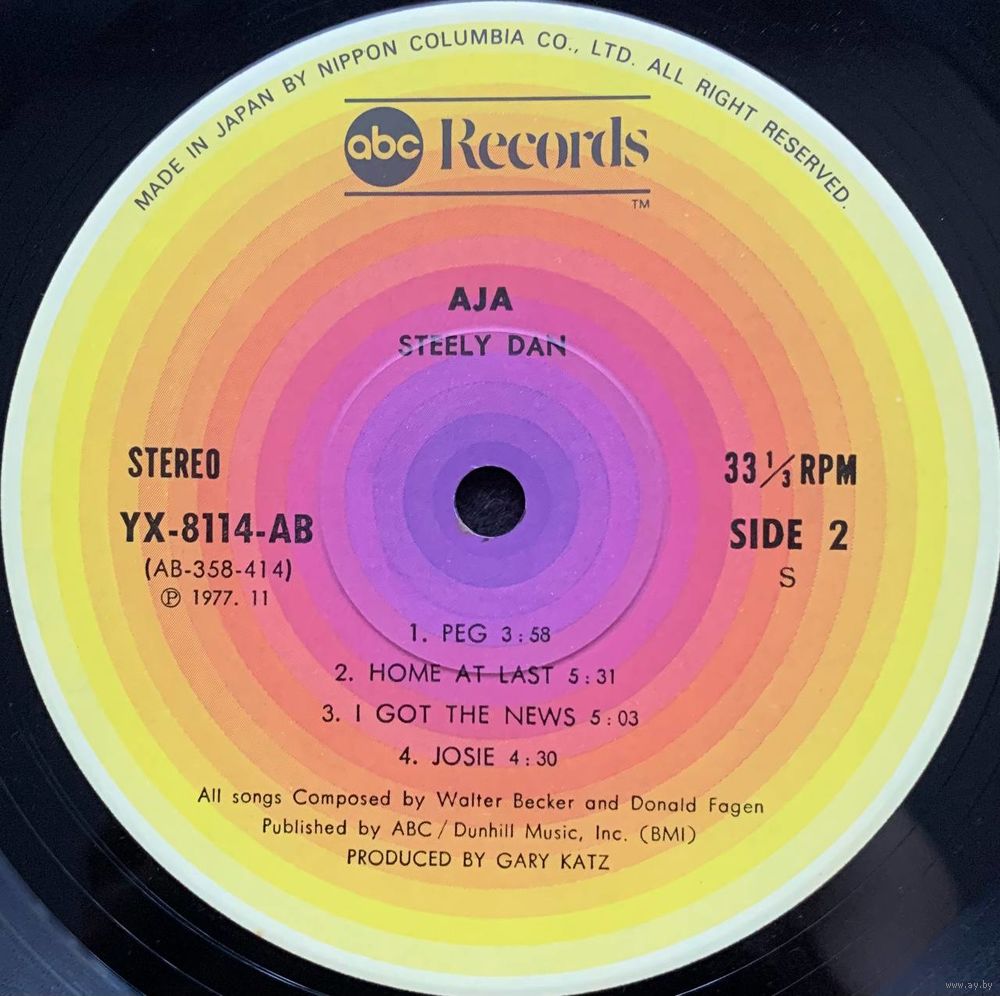 MADE IN JAPAN BY NIPPON COLUMBIA CO., LTD. ALL RIGHT RESERVED.
abc Records
TM
AJA
STEELY DAN
STEREO
33 1/3 RPM
YX-8114-AB
SIDE 2
(AB-358-414)
S
Ⓟ 1977. 11
1. PEG 3:58
2. HOME AT LAST 5:31
3. I GOT THE NEWS 5:03
4. JOSIE 4:30
All songs Composed by Walter Becker and Donald Fagen
Published by ABC/Dunhill Music, Inc. (BMI)
PRODUCED BY GARY KATZ
www.ay.by